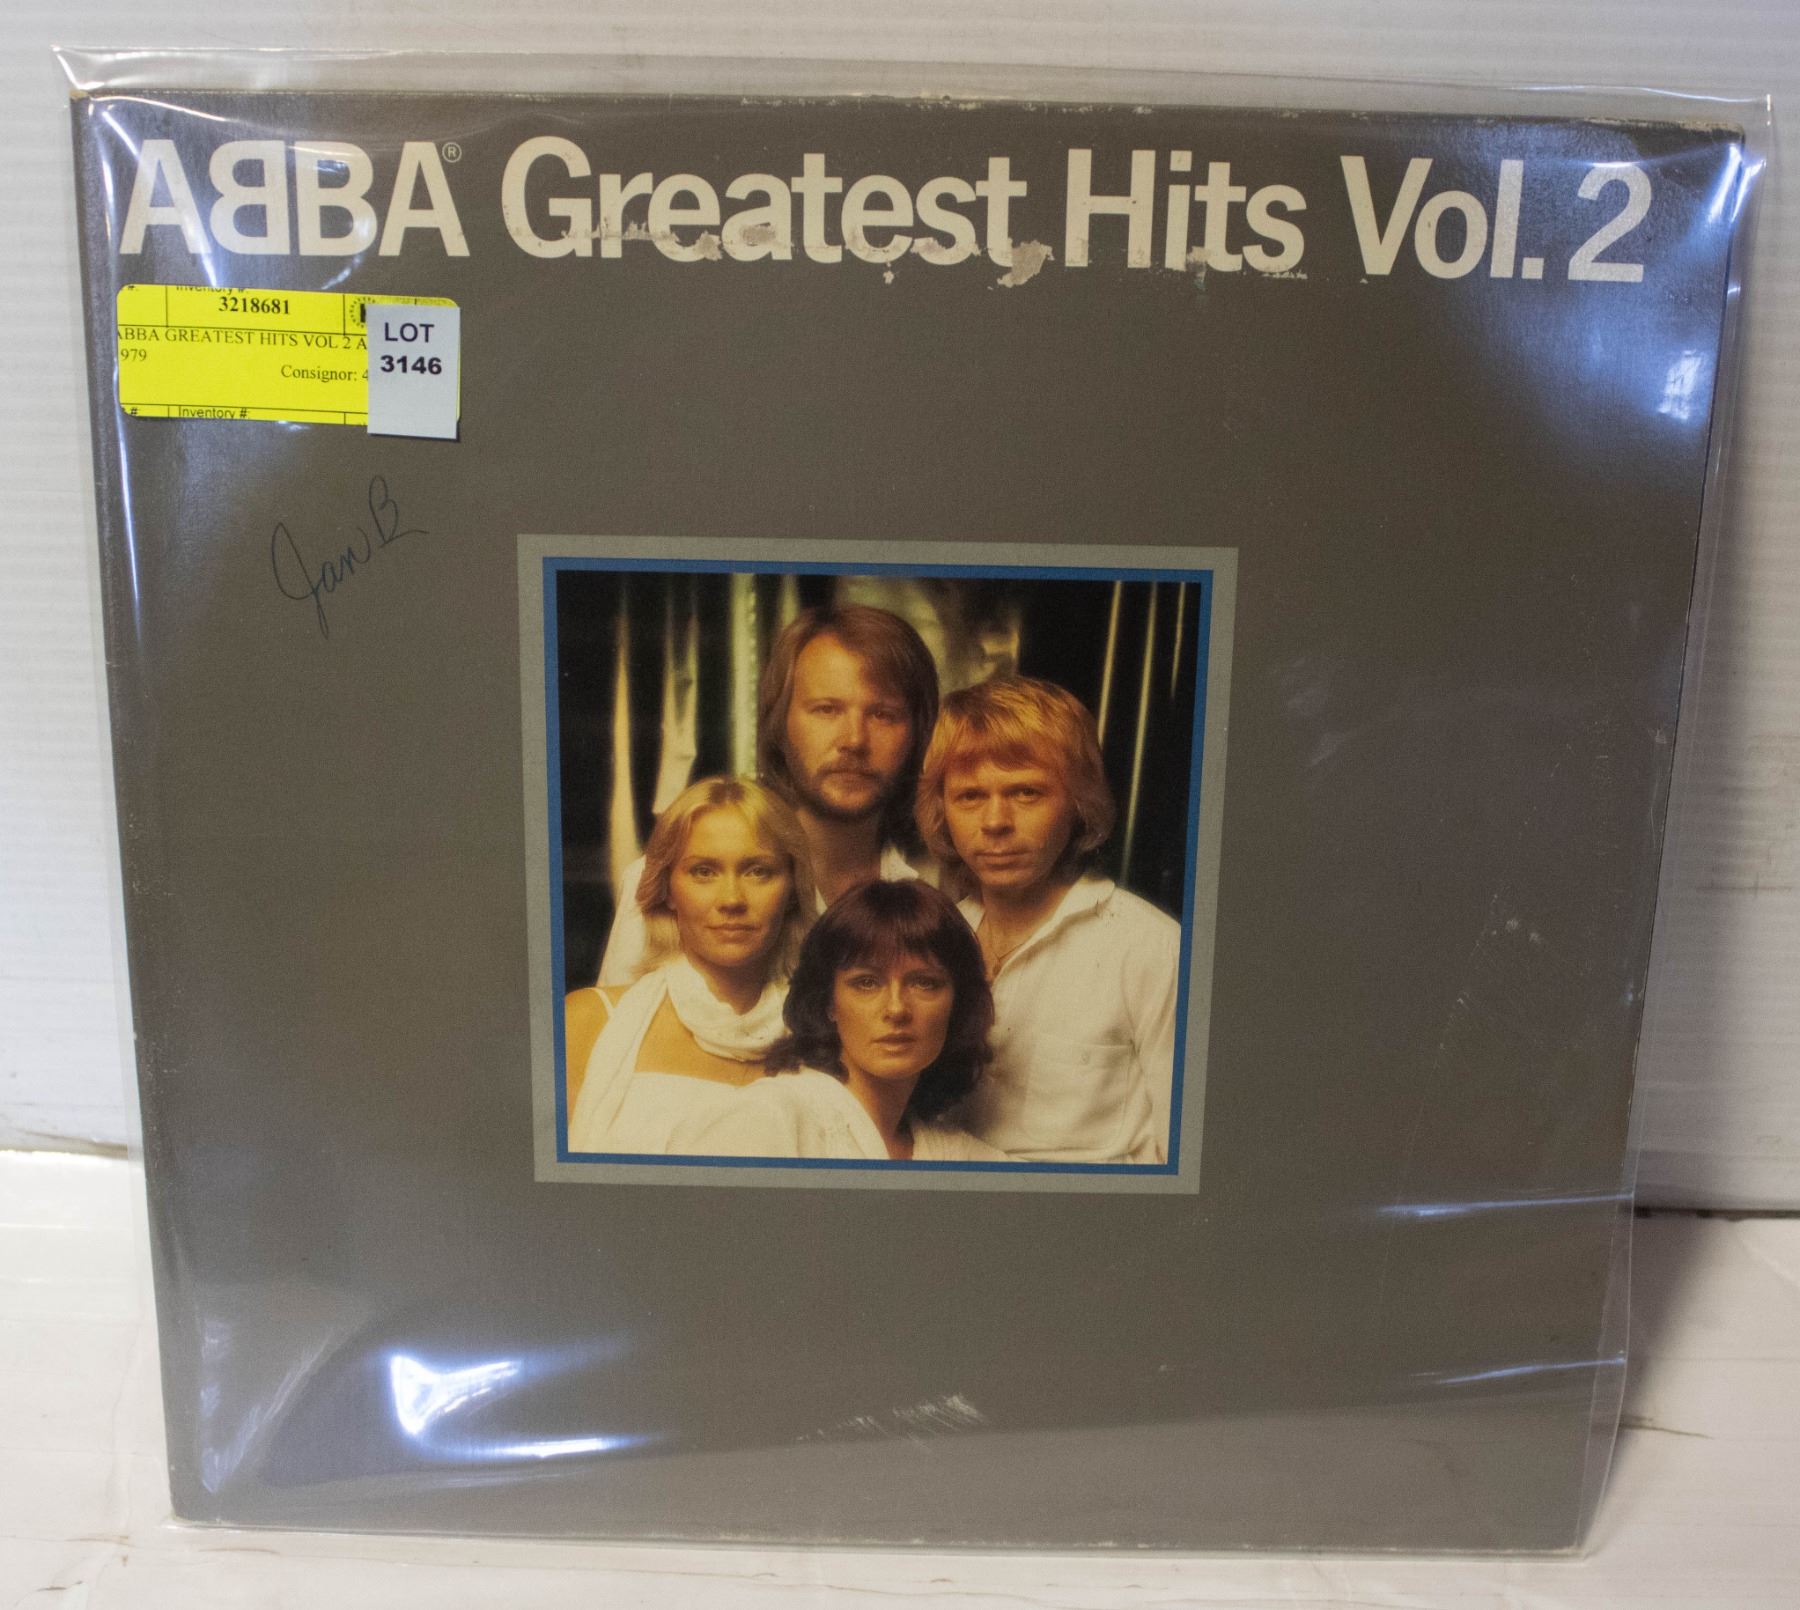 ABBA® Greatest Hits Vol. 2
#: Inventory #:
3218681
ABBA GREATEST HITS VOL 2 A
979
Consignor: 4
LOT
3146
#: Inventory #:
Jan B